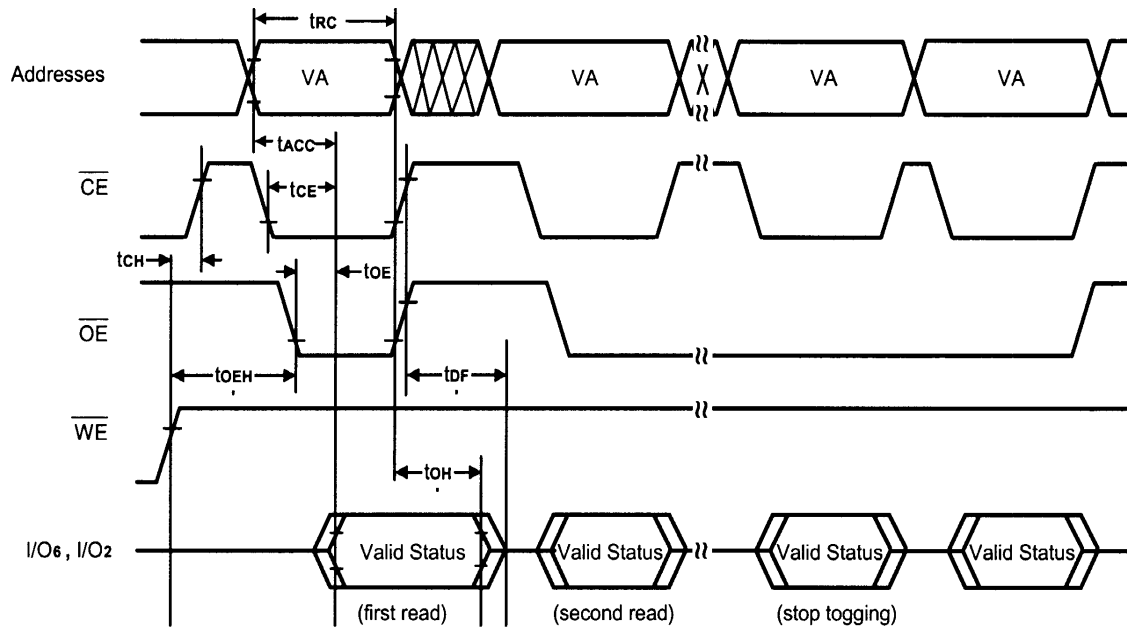 tRC
Addresses VA VA VA VA
tACC
CE tCE
tCH tOE
OE
tOEH tDF
WE
tOH
I/O6 , I/O2 Valid Status Valid Status Valid Status Valid Status
(first read) (second read) (stop togging)